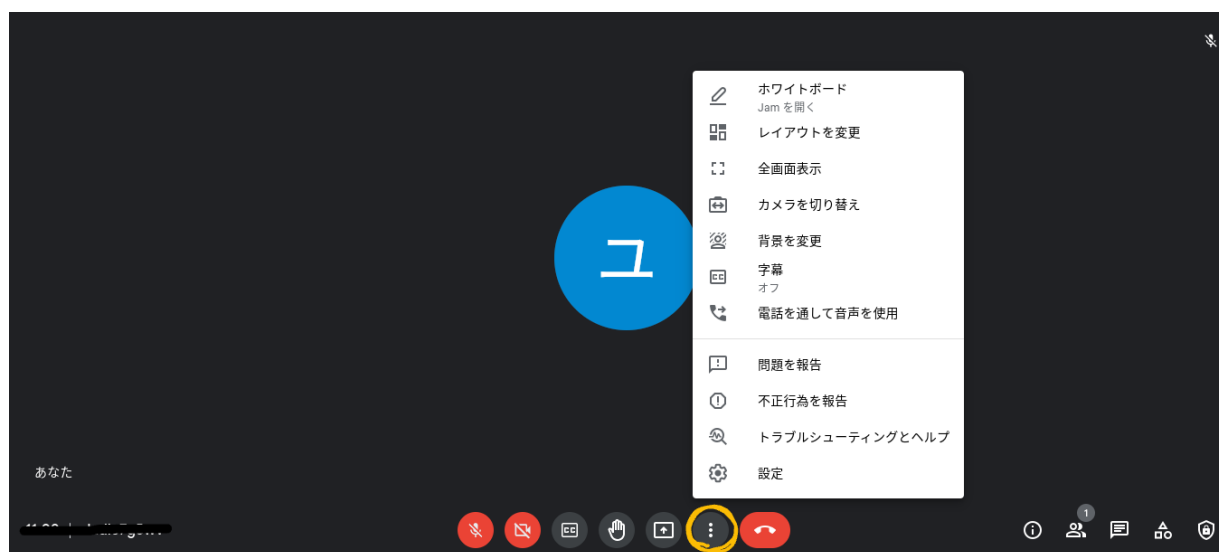 ホワイトボード
Jam を開く
レイアウトを変更
全画面表示
カメラを切り替え
背景を変更
字幕
オフ
電話を通して音声を使用
問題を報告
不正行為を報告
トラブルシューティングとヘルプ
設定
ユ
あなた
1